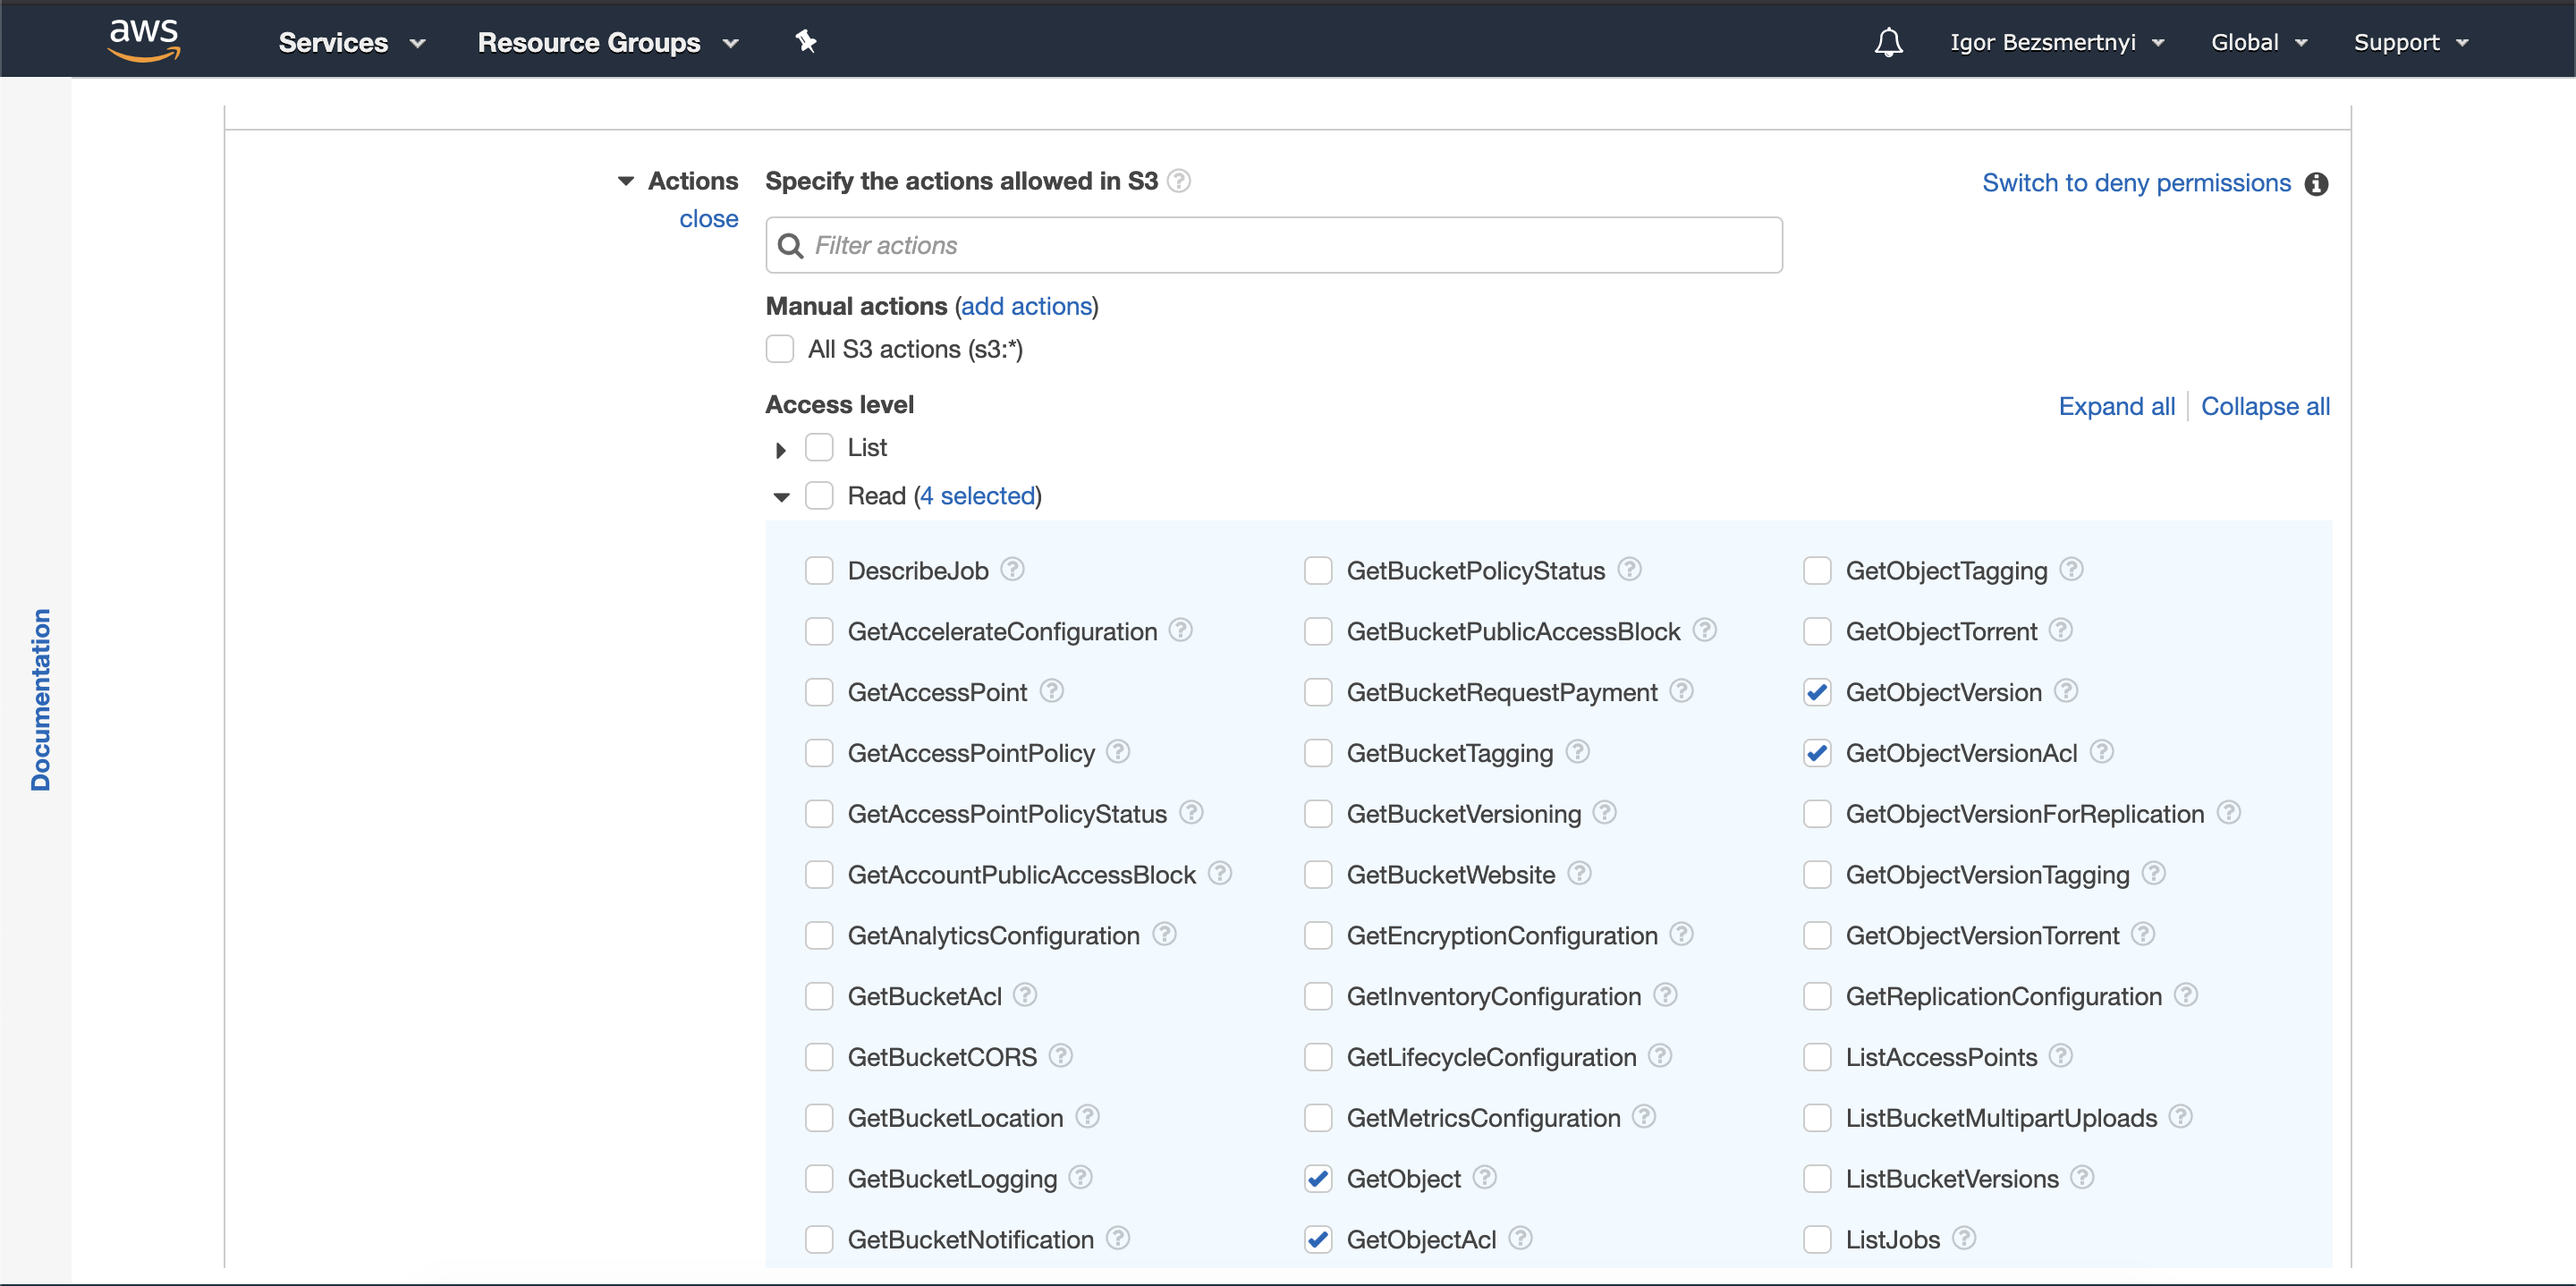 aws Services Resource Groups Igor Bezsmertnyi Global Support
Documentation
Actions Specify the actions allowed in S3 Switch to deny permissions
close
Filter actions
Manual actions (add actions)
All S3 actions (s3:*)
Access level Expand all Collapse all
List
Read (4 selected)
DescribeJob GetBucketPolicyStatus GetObjectTagging
GetAccelerateConfiguration GetBucketPublicAccessBlock GetObjectTorrent
GetAccessPoint GetBucketRequestPayment GetObjectVersion
GetAccessPointPolicy GetBucketTagging GetObjectVersionAcl
GetAccessPointPolicyStatus GetBucketVersioning GetObjectVersionForReplication
GetAccountPublicAccessBlock GetBucketWebsite GetObjectVersionTagging
GetAnalyticsConfiguration GetEncryptionConfiguration GetObjectVersionTorrent
GetBucketAcl GetInventoryConfiguration GetReplicationConfiguration
GetBucketCORS GetLifecycleConfiguration ListAccessPoints
GetBucketLocation GetMetricsConfiguration ListBucketMultipartUploads
GetBucketLogging GetObject ListBucketVersions
GetBucketNotification GetObjectAcl ListJobs